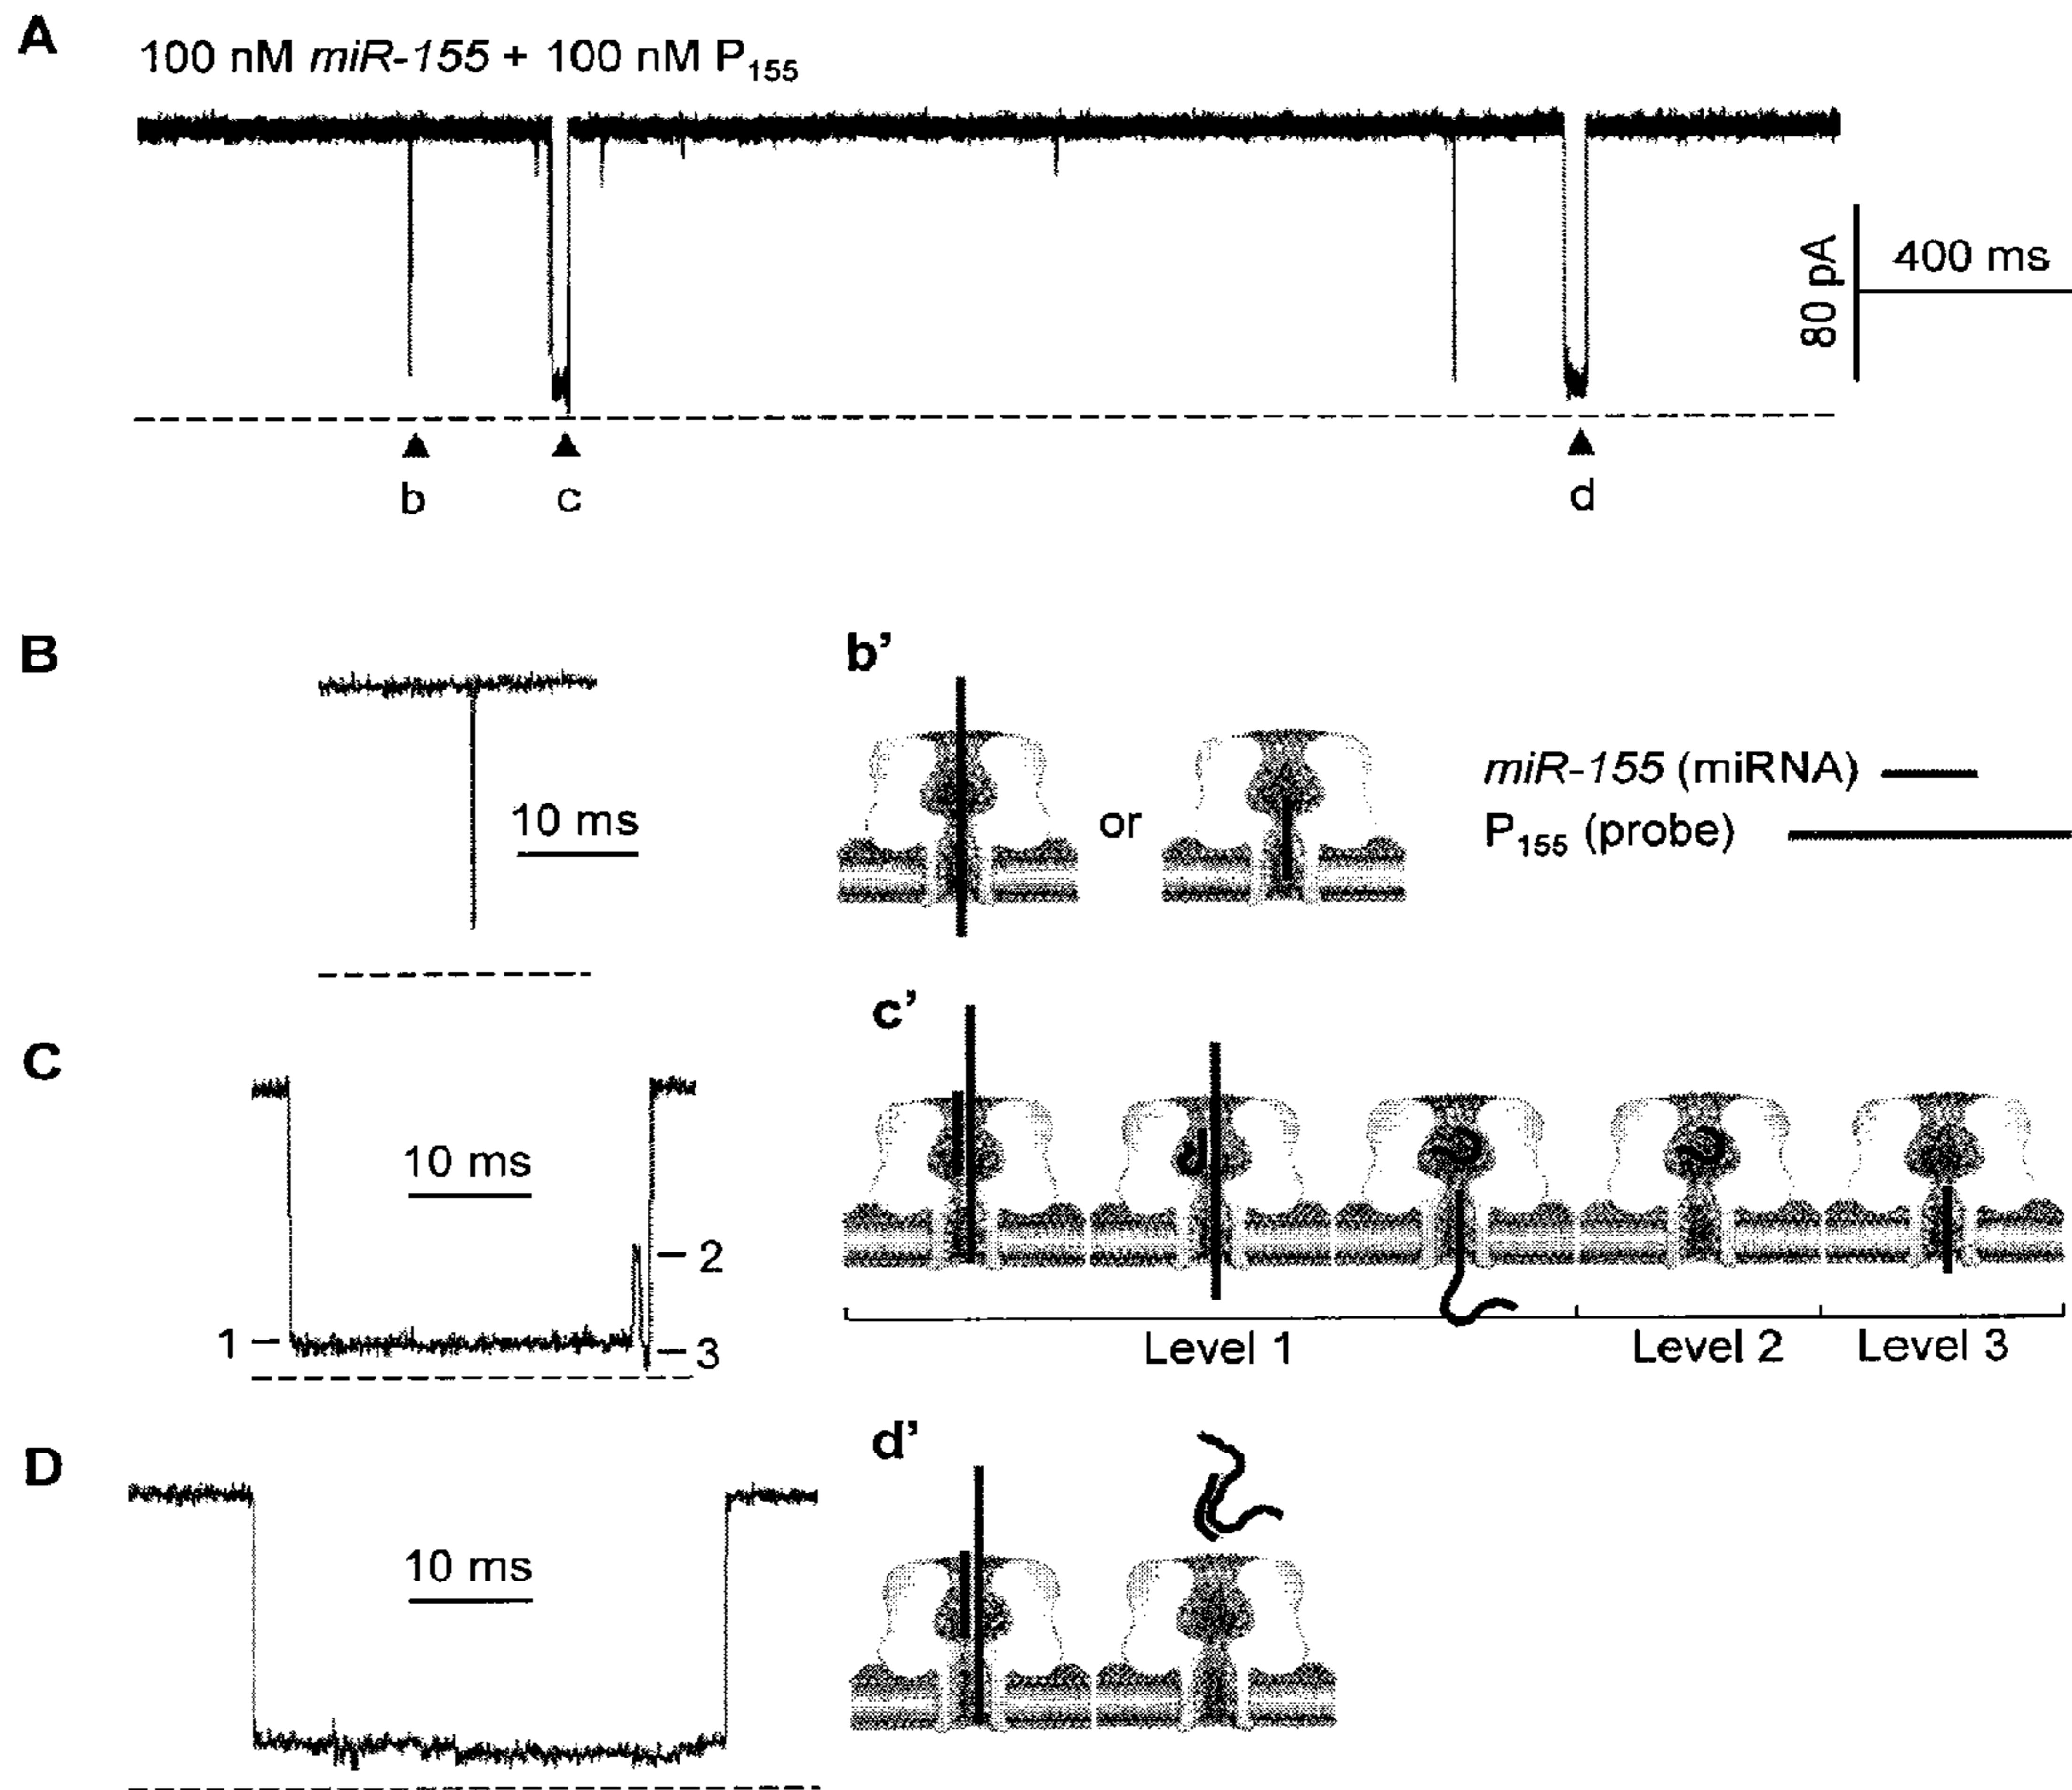 A
100 nM miR-155 + 100 nM P155
80 pA
400 ms
b
c
d
B
10 ms
b’
or
miR-155 (miRNA)
P155 (probe)
C
10 ms
1
2
3
c’
Level 1
Level 2
Level 3
D
10 ms
d’